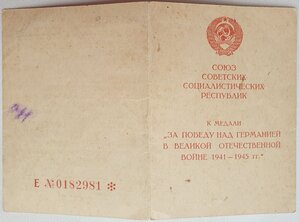 Е №0182981 ✻
СОЮЗ
СОВЕТСКИХ
СОЦИАЛИСТИЧЕСКИХ
РЕСПУБЛИК
К МЕДАЛИ
„ЗА ПОБЕДУ НАД ГЕРМАНИЕЙ
В ВЕЛИКОЙ ОТЕЧЕСТВЕННОЙ
ВОЙНЕ 1941—1945 гг.“